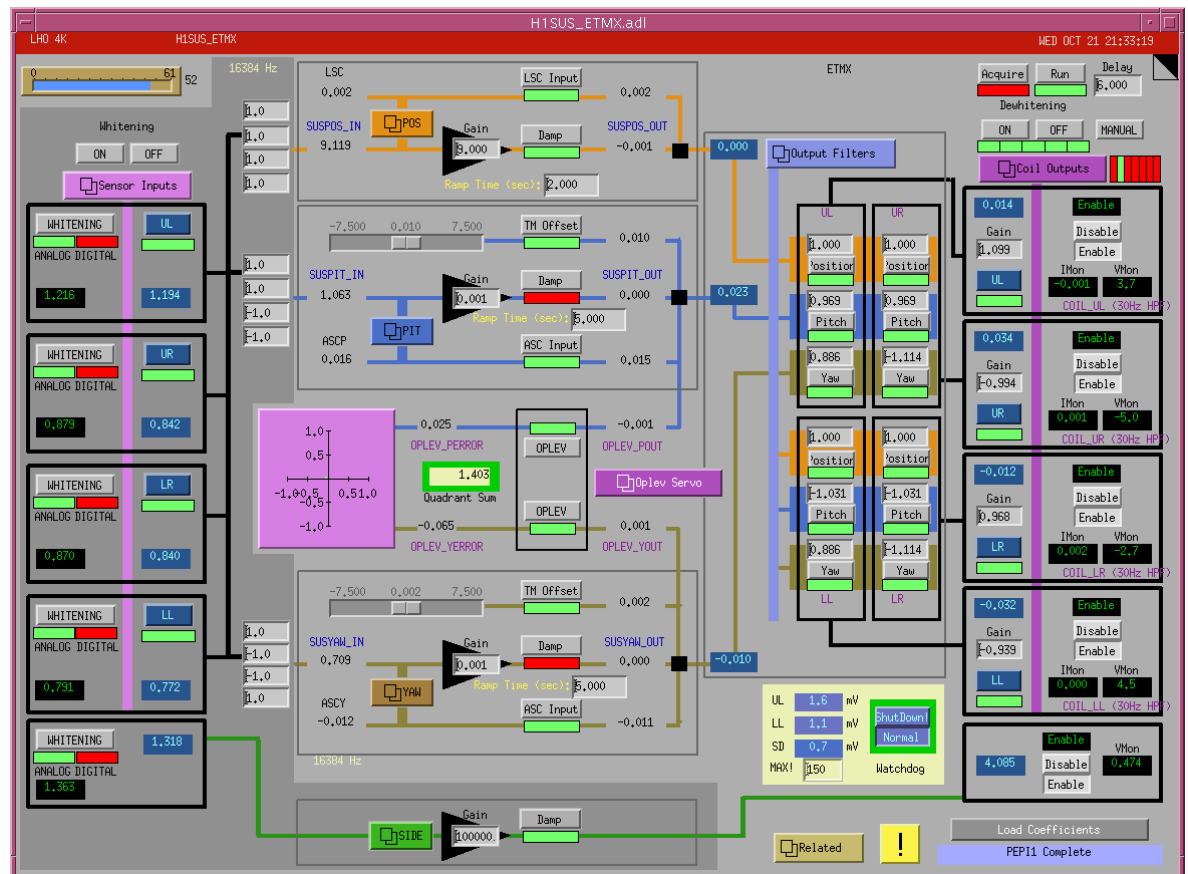 H1SUS_ETMX.adl
LHO 4K H1SUS_ETMX WED OCT 21 21:33:19
0 61 52
16384 Hz
Whitening
ON OFF
Sensor Inputs
WHITENING UL
ANALOG DIGITAL
1.216 1.194
WHITENING UR
ANALOG DIGITAL
0.879 0.842
WHITENING LR
ANALOG DIGITAL
0.870 0.840
WHITENING LL
ANALOG DIGITAL
0.791 0.772
WHITENING 1.318
ANALOG DIGITAL
1.363
1.0
1.0
1.0
1.0
1.0
1.0
-1.0
-1.0
1.0
-1.0
-1.0
1.0
LSC LSC Input
0.002 0.002
SUSPOS_IN POS Gain Damp SUSPOS_OUT
9.119 9.000 -0.001
Ramp Time (sec): 2.000
-7.500 0.010 7.500 TM Offset
0.010
SUSPIT_IN Gain Damp SUSPIT_OUT
1.063 0.001 0.000
Ramp Time (sec): 5.000
PIT
ASCP ASC Input
0.016 0.015
1.0
0.5
-1.0 -0.5 0.5 1.0
-0.5
-1.0
0.025 -0.001
OPLEV_PERROR OPLEV OPLEV_POUT
1.403
Quadrant Sum
Oplev Servo
OPLEV
-0.065 0.001
OPLEV_YERROR OPLEV_YOUT
-7.500 0.002 7.500 TM Offset
0.002
SUSYAW_IN Gain Damp SUSYAW_OUT
0.709 0.001 0.000
Ramp Time (sec): 5.000
YAW
ASCY ASC Input
-0.012 -0.011
16384 Hz
SIDE Gain Damp
100000.
ETMX
0.000
0.023
-0.010
Output Filters
UL UR
1.000 1.000
Position Position
0.969 0.969
Pitch Pitch
0.886 -1.114
Yaw Yaw
1.000 1.000
Position Position
-1.031 -1.031
Pitch Pitch
0.886 -1.114
Yaw Yaw
LL LR
UL 1.6 mV
LL 1.1 mV
SD 0.7 mV
MAX! 150
ShutDown!
Normal
Watchdog
Acquire Run Delay
6.000
Dewhitening
ON OFF MANUAL
Coil Outputs
0.014 Enable
Gain Disable
1.099 Enable
UL IMon VMon
-0.001 3.7
COIL_UL (30Hz HPF)
0.034 Enable
Gain Disable
-0.994 Enable
UR IMon VMon
0.001 -5.0
COIL_UR (30Hz HPF)
-0.012 Enable
Gain Disable
0.968 Enable
LR IMon VMon
0.002 -2.7
COIL_LR (30Hz HPF)
-0.032 Enable
Gain Disable
-0.939 Enable
LL IMon VMon
0.000 4.5
COIL_LL (30Hz HPF)
Enable VMon
4.085 Disable 0.474
Enable
Related !
Load Coefficients
PEPI1 Complete